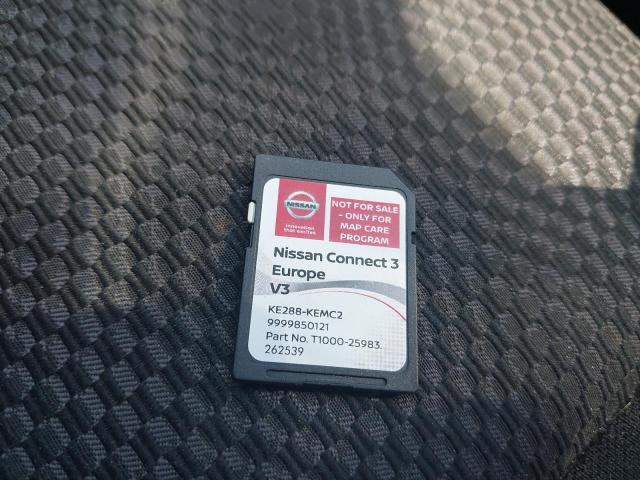 NISSAN
Innovation
that excites
NOT FOR SALE
- ONLY FOR
MAP CARE
PROGRAM
Nissan Connect 3
Europe
V3
KE288-KEMC2
9999850121
Part No. T1000-25983.
262539